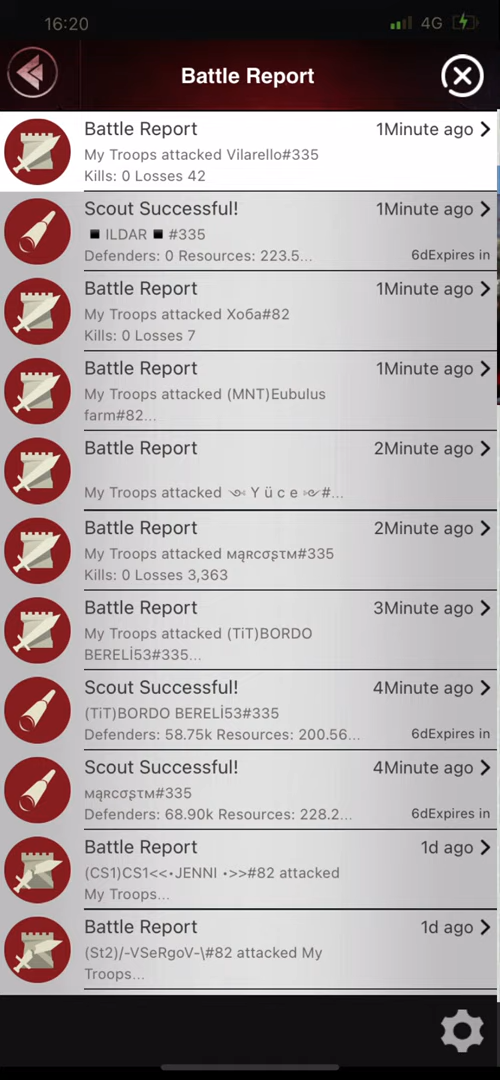 16:20
4G
Battle Report
Battle Report
1Minute ago
My Troops attacked Vilarello#335
Kills: 0 Losses 42
Scout Successful!
1Minute ago
◾ ILDAR ◾ #335
Defenders: 0 Resources: 223.5...
6dExpires in
Battle Report
1Minute ago
My Troops attacked Хоба#82
Kills: 0 Losses 7
Battle Report
1Minute ago
My Troops attacked (MNT)Eubulus
farm#82...
Battle Report
2Minute ago
My Troops attacked ৵ Y ü c e ৵#...
Battle Report
2Minute ago
My Troops attacked мąʀcσʂтм#335
Kills: 0 Losses 3,363
Battle Report
3Minute ago
My Troops attacked (TiT)BORDO
BERELİ53#335...
Scout Successful!
4Minute ago
(TiT)BORDO BERELİ53#335
Defenders: 58.75k Resources: 200.56...
6dExpires in
Scout Successful!
4Minute ago
мąʀcσʂтм#335
Defenders: 68.90k Resources: 228.2...
6dExpires in
Battle Report
1d ago
(CS1)CS1<<•JENNI •>>#82 attacked
My Troops...
Battle Report
1d ago
(St2)/-VSeRgoV-\#82 attacked My
Troops...